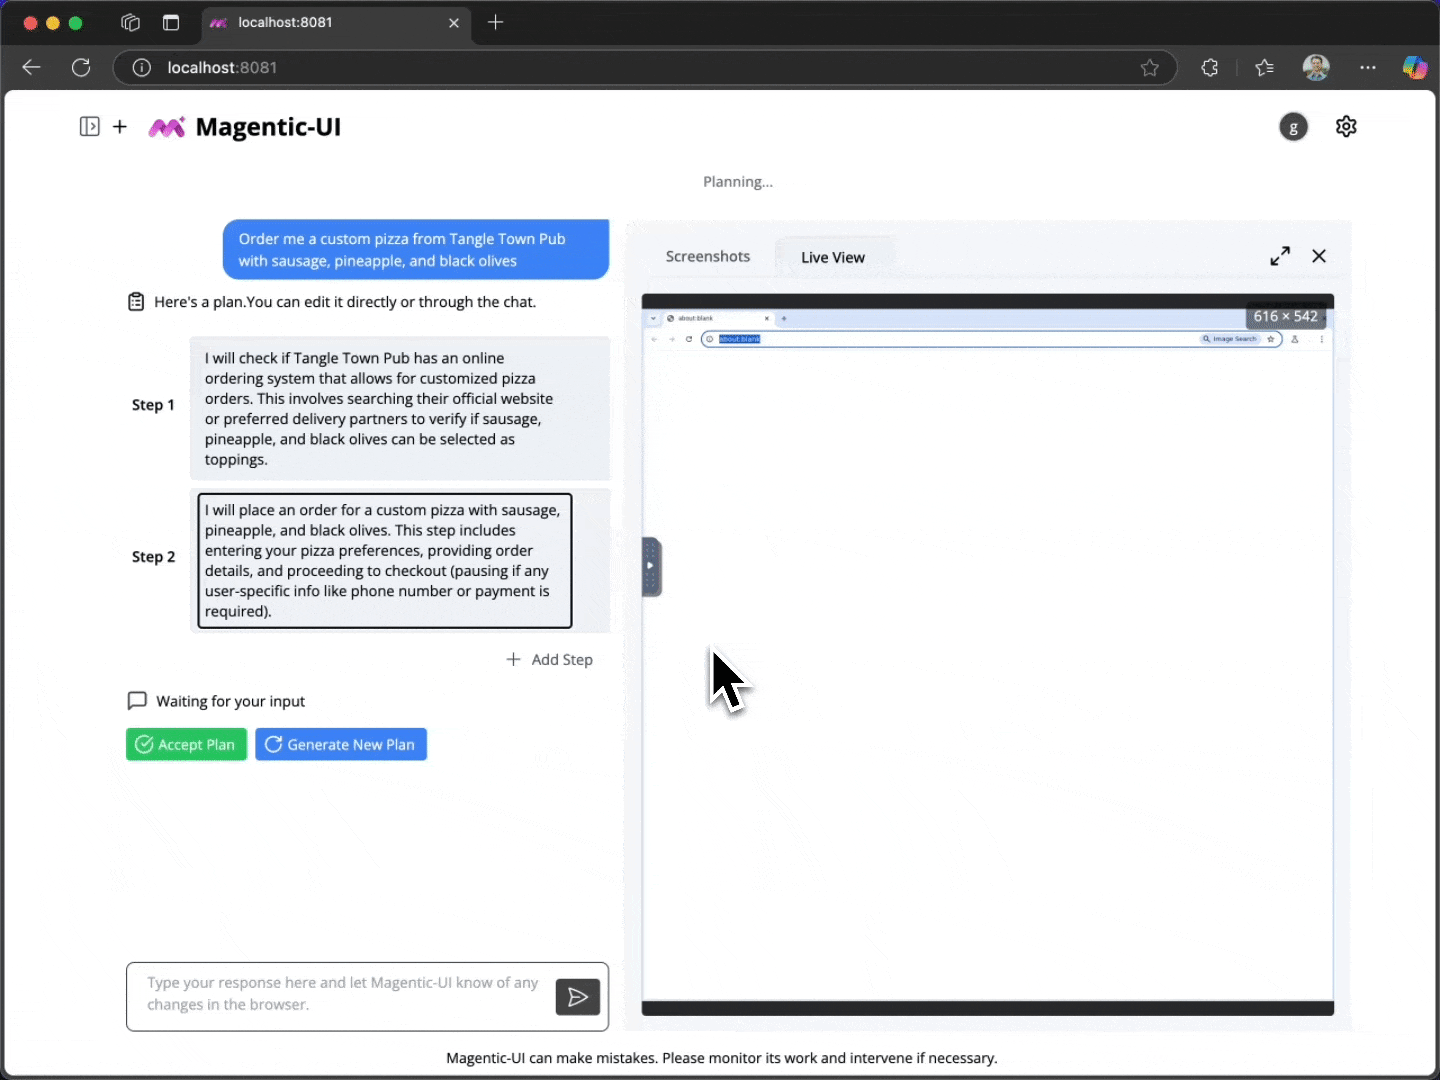 localhost:8081
localhost:8081
Magentic-UI
g
Planning...
Order me a custom pizza from Tangle Town Pub
with sausage, pineapple, and black olives
Here's a plan.You can edit it directly or through the chat.
Step 1
I will check if Tangle Town Pub has an online
ordering system that allows for customized pizza
orders. This involves searching their official website
or preferred delivery partners to verify if sausage,
pineapple, and black olives can be selected as
toppings.
Step 2
I will place an order for a custom pizza with sausage,
pineapple, and black olives. This step includes
entering your pizza preferences, providing order
details, and proceeding to checkout (pausing if any
user-specific info like phone number or payment is
required).
Add Step
Waiting for your input
Accept Plan
Generate New Plan
Type your response here and let Magentic-UI know of any
changes in the browser.
Screenshots
Live View
about:blank
616 × 542
about:blank
Image Search
Magentic-UI can make mistakes. Please monitor its work and intervene if necessary.